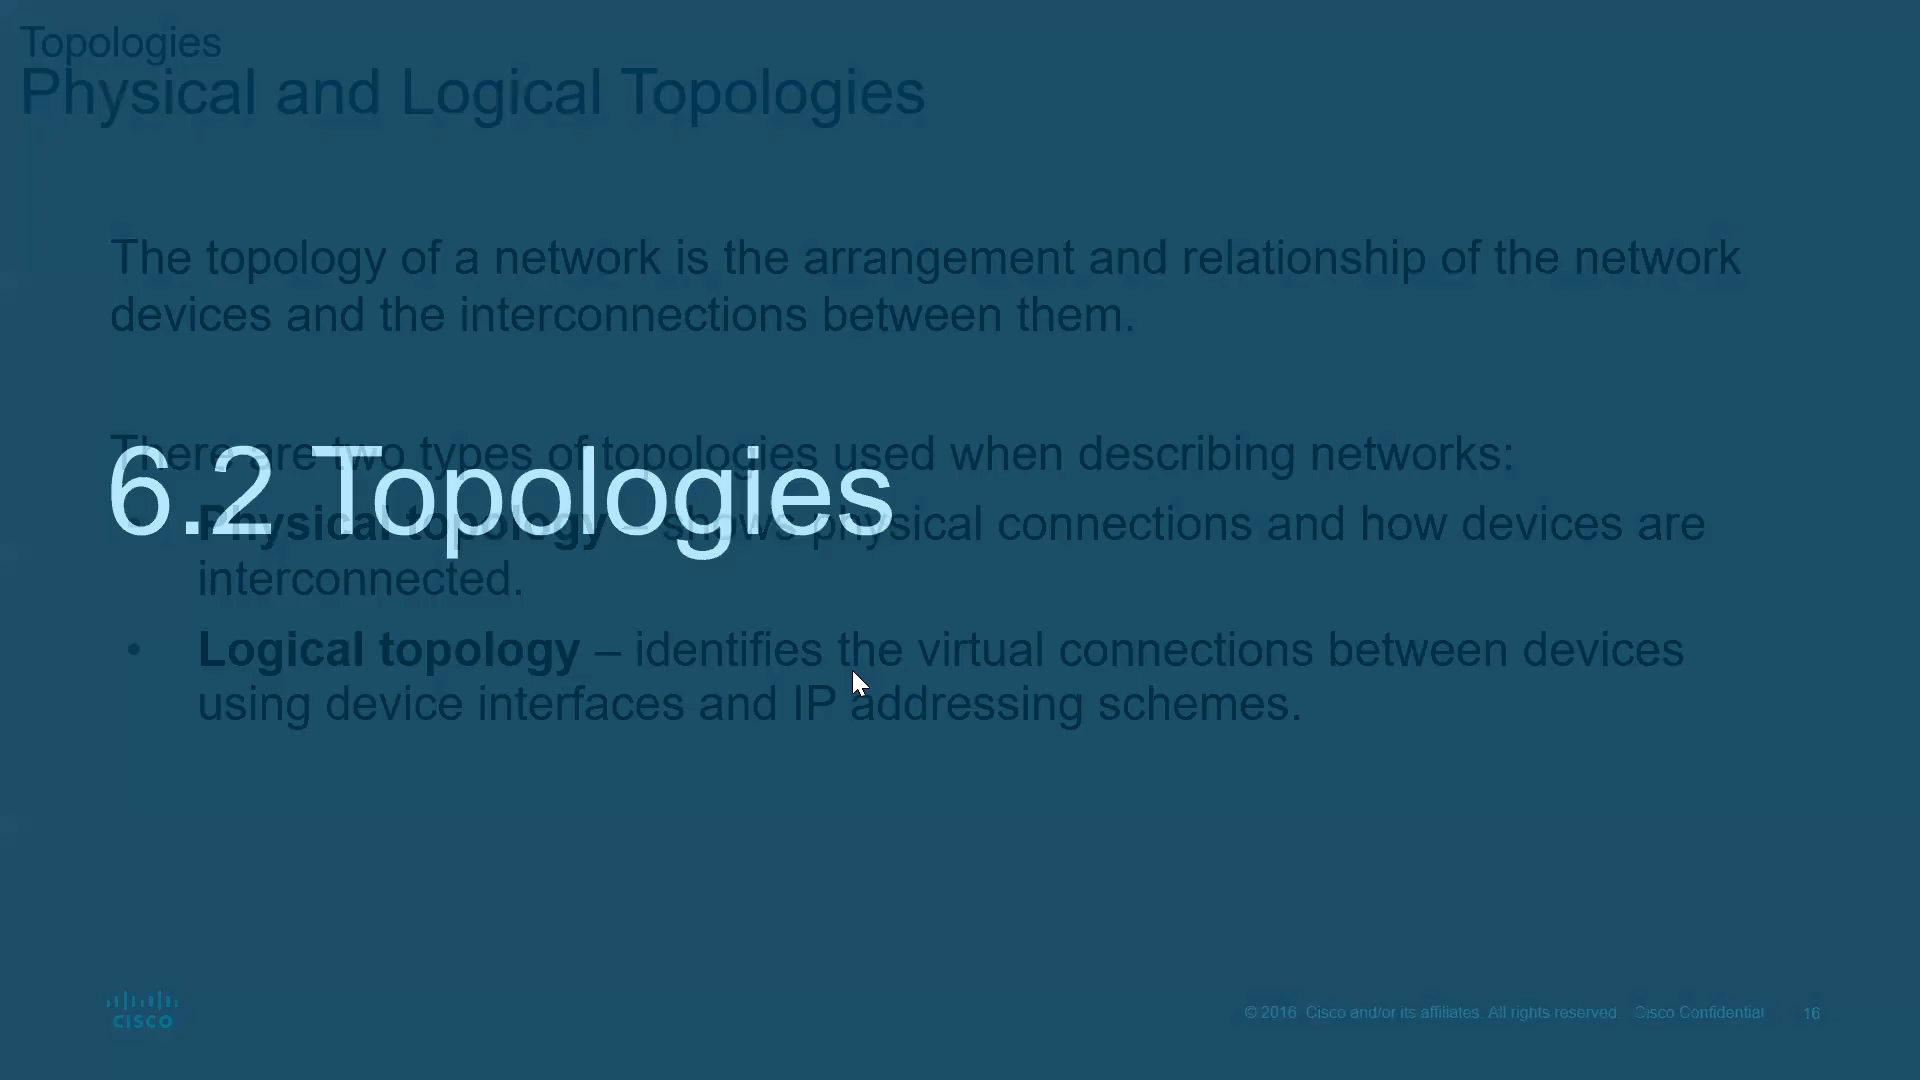 Topologies
Physical and Logical Topologies
The topology of a network is the arrangement and relationship of the network
devices and the interconnections between them.
There are two types of topologies used when describing networks:
6.2 Topologies
Physical topology – shows physical connections and how devices are
interconnected.
• Logical topology – identifies the virtual connections between devices
using device interfaces and IP addressing schemes.
CISCO
© 2016 Cisco and/or its affiliates. All rights reserved. Cisco Confidential 16